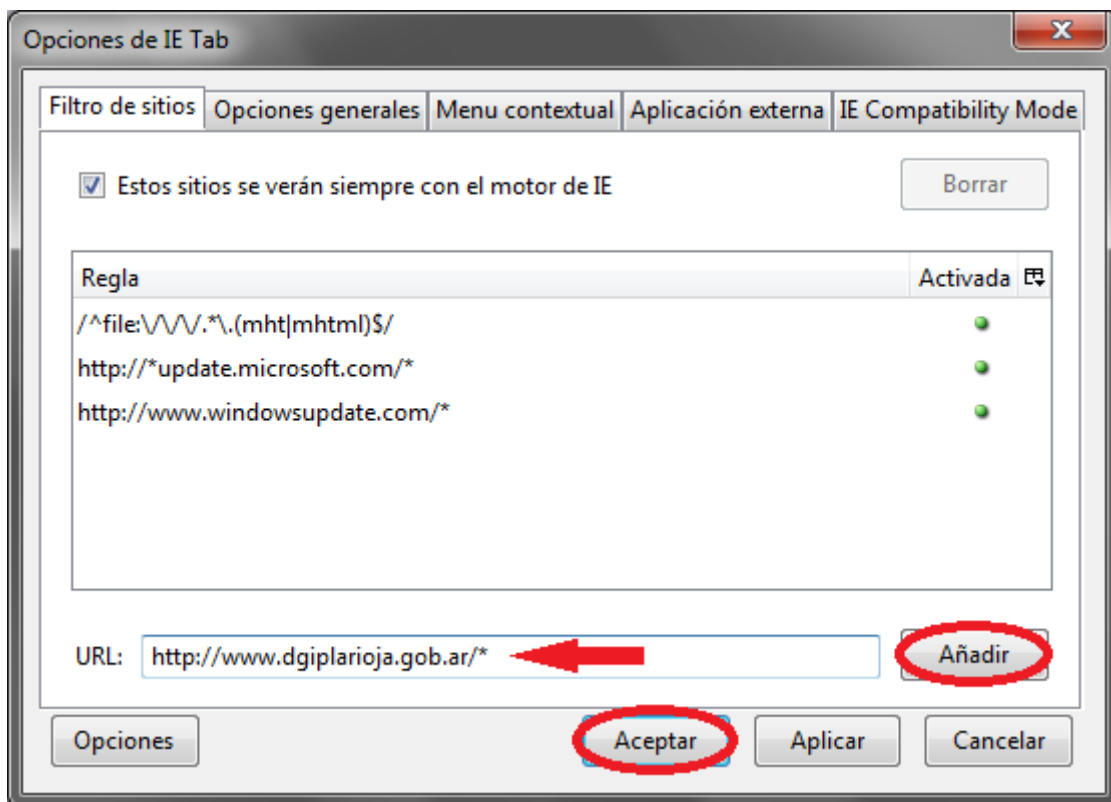 Opciones de IE Tab
Filtro de sitios Opciones generales Menu contextual Aplicación externa IE Compatibility Mode
Estos sitios se verán siempre con el motor de IE Borrar
Regla Activada
/^file:\/\/\/.*\.(mht|mhtml)$/
http://*update.microsoft.com/*
http://www.windowsupdate.com/*
URL: http://www.dgiplarioja.gob.ar/* Añadir
Opciones Aceptar Aplicar Cancelar